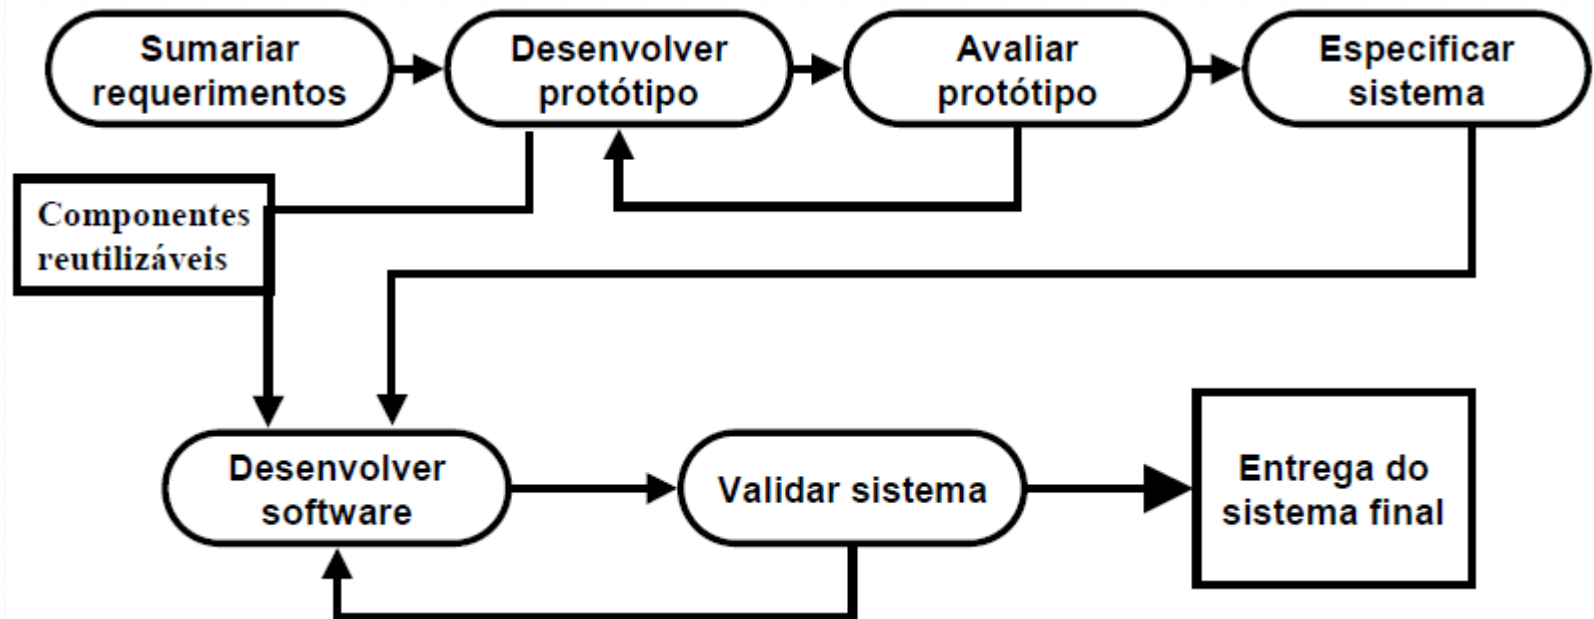 Sumariar
requerimentos
Desenvolver
protótipo
Avaliar
protótipo
Especificar
sistema
Componentes
reutilizáveis
Desenvolver
software
Validar sistema
Entrega do
sistema final